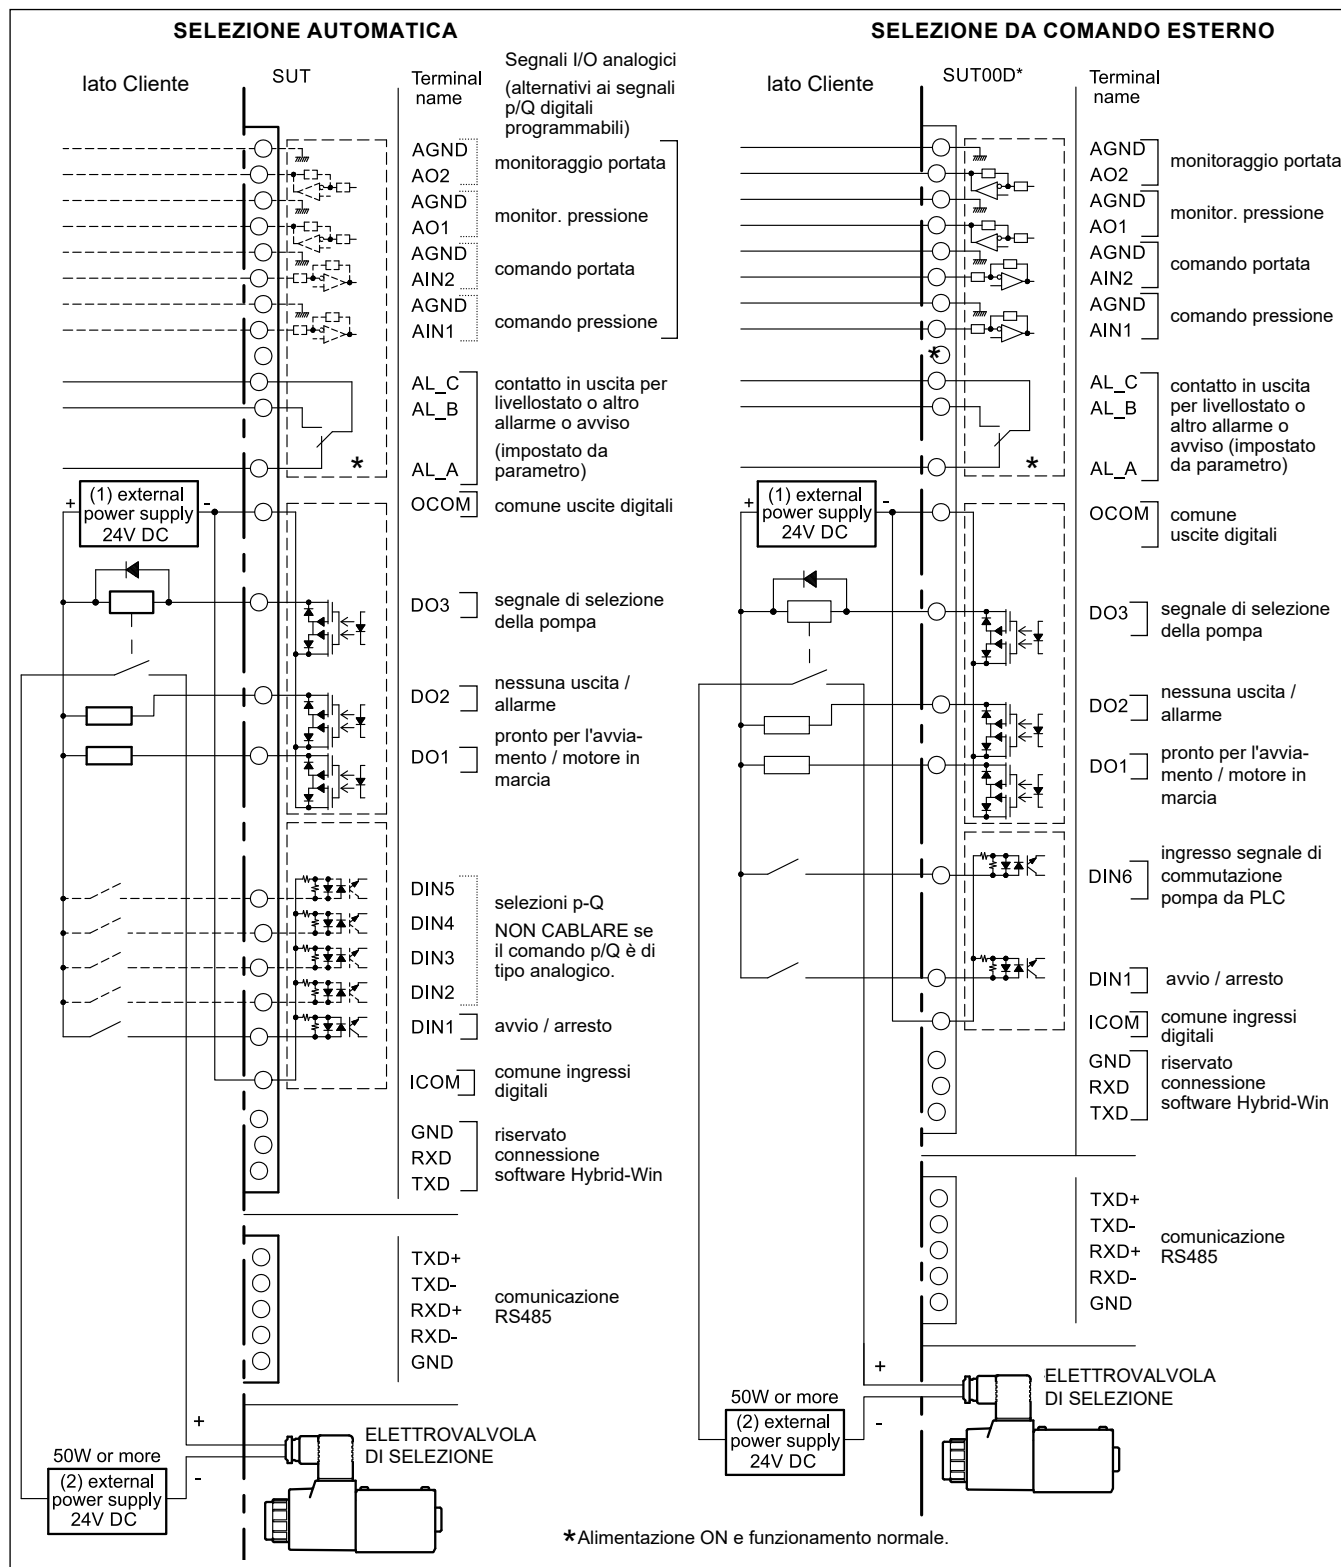 SELEZIONE AUTOMATICA
lato Cliente
SUT
Terminal
name
Segnali I/O analogici
(alternativi ai segnali
p/Q digitali
programmabili)
AGND
AO2
monitoraggio portata
AGND
AO1
monitor. pressione
AGND
AIN2
comando portata
AGND
AIN1
comando pressione
AL_C
AL_B
AL_A
contatto in uscita per
livellostato o altro
allarme o avviso
(impostato da
parametro)
*
+
(1) external
power supply
24V DC
-
OCOM
comune uscite digitali
DO3
segnale di selezione
della pompa
DO2
nessuna uscita /
allarme
DO1
pronto per l'avvia-
mento / motore in
marcia
DIN5
DIN4
DIN3
DIN2
selezioni p-Q
NON CABLARE se
il comando p/Q è di
tipo analogico.
DIN1
avvio / arresto
ICOM
comune ingressi
digitali
GND
RXD
TXD
riservato
connessione
software Hybrid-Win
TXD+
TXD-
RXD+
RXD-
GND
comunicazione
RS485
+
-
50W or more
(2) external
power supply
24V DC
ELETTROVALVOLA
DI SELEZIONE
SELEZIONE DA COMANDO ESTERNO
lato Cliente
SUT00D*
Terminal
name
AGND
AO2
monitoraggio portata
AGND
AO1
monitor. pressione
AGND
AIN2
comando portata
AGND
AIN1
comando pressione
*
AL_C
AL_B
AL_A
contatto in uscita
per livellostato o
altro allarme o
avviso (impostato
da parametro)
*
+
(1) external
power supply
24V DC
-
OCOM
comune
uscite digitali
DO3
segnale di selezione
della pompa
DO2
nessuna uscita /
allarme
DO1
pronto per l'avvia-
mento / motore in
marcia
DIN6
ingresso segnale di
commutazione
pompa da PLC
DIN1
avvio / arresto
ICOM
comune ingressi
digitali
GND
RXD
TXD
riservato
connessione
software Hybrid-Win
TXD+
TXD-
RXD+
RXD-
GND
comunicazione
RS485
+
-
50W or more
(2) external
power supply
24V DC
ELETTROVALVOLA
DI SELEZIONE
*Alimentazione ON e funzionamento normale.